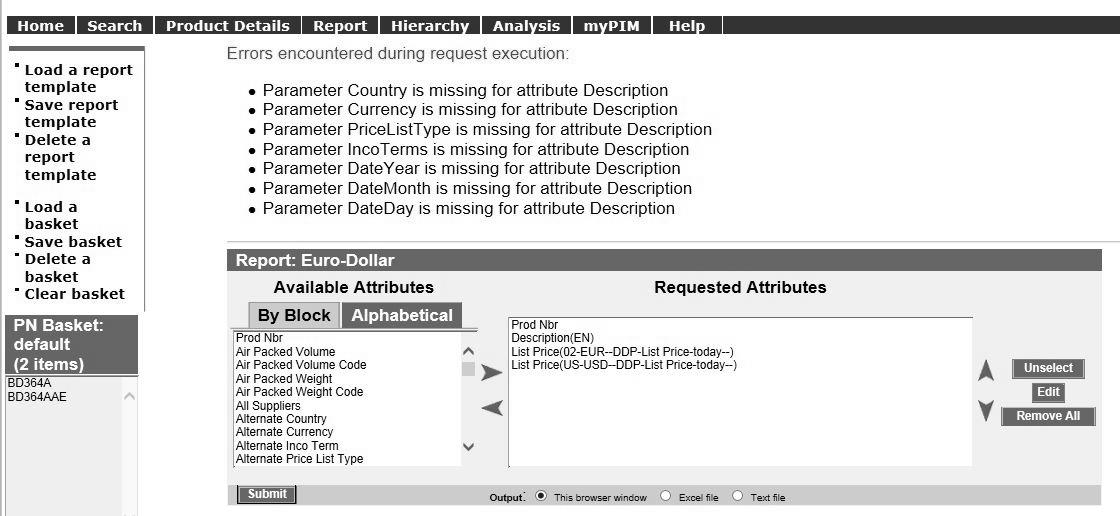 Home Search Product Details Report Hierarchy Analysis myPIM Help
Load a report
template
Save report
template
Delete a
report
template
Load a
basket
Save basket
Delete a
basket
Clear basket
PN Basket:
default
(2 items)
BD364A
BD364AAE
Errors encountered during request execution:
Parameter Country is missing for attribute Description
Parameter Currency is missing for attribute Description
Parameter PriceListType is missing for attribute Description
Parameter IncoTerms is missing for attribute Description
Parameter DateYear is missing for attribute Description
Parameter DateMonth is missing for attribute Description
Parameter DateDay is missing for attribute Description
Report: Euro-Dollar
Available Attributes
By Block Alphabetical
Prod Nbr
Air Packed Volume
Air Packed Volume Code
Air Packed Weight
Air Packed Weight Code
All Suppliers
Alternate Country
Alternate Currency
Alternate Inco Term
Alternate Price List Type
Requested Attributes
Prod Nbr
Description(EN)
List Price(02-EUR--DDP-List Price-today--)
List Price(US-USD--DDP-List Price-today--)
Unselect
Edit
Remove All
Submit
Output: This browser window Excel file Text file